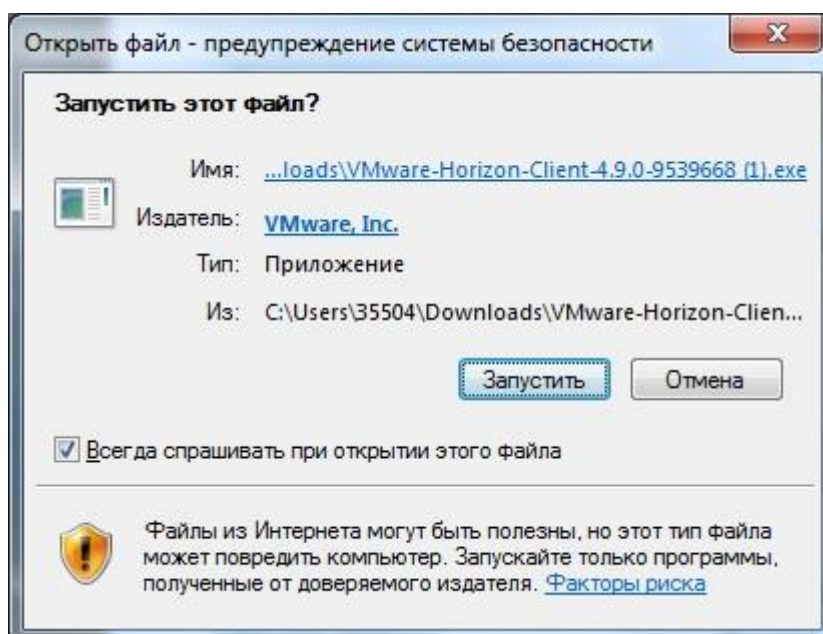 Открыть файл - предупреждение системы безопасности
Запустить этот файл?
Имя: ...loads\VMware-Horizon-Client-4.9.0-9539668 (1).exe
Издатель: VMware, Inc.
Тип: Приложение
Из: C:\Users\35504\Downloads\VMware-Horizon-Clien...
Запустить Отмена
Всегда спрашивать при открытии этого файла
Файлы из Интернета могут быть полезны, но этот тип файла
может повредить компьютер. Запускайте только программы,
полученные от доверяемого издателя. Факторы риска